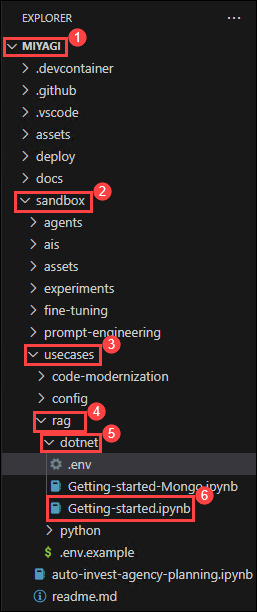 EXPLORER
MIYAGI 1
.devcontainer
.github
.vscode
assets
deploy
docs
sandbox 2
agents
ais
assets
experiments
fine-tuning
prompt-engineering
usecases 3
code-modernization
config
rag 4
dotnet 5
.env
Getting-started-Mongo.ipynb
Getting-started.ipynb 6
python
$ .env.example
auto-invest-agency-planning.ipynb
readme.md